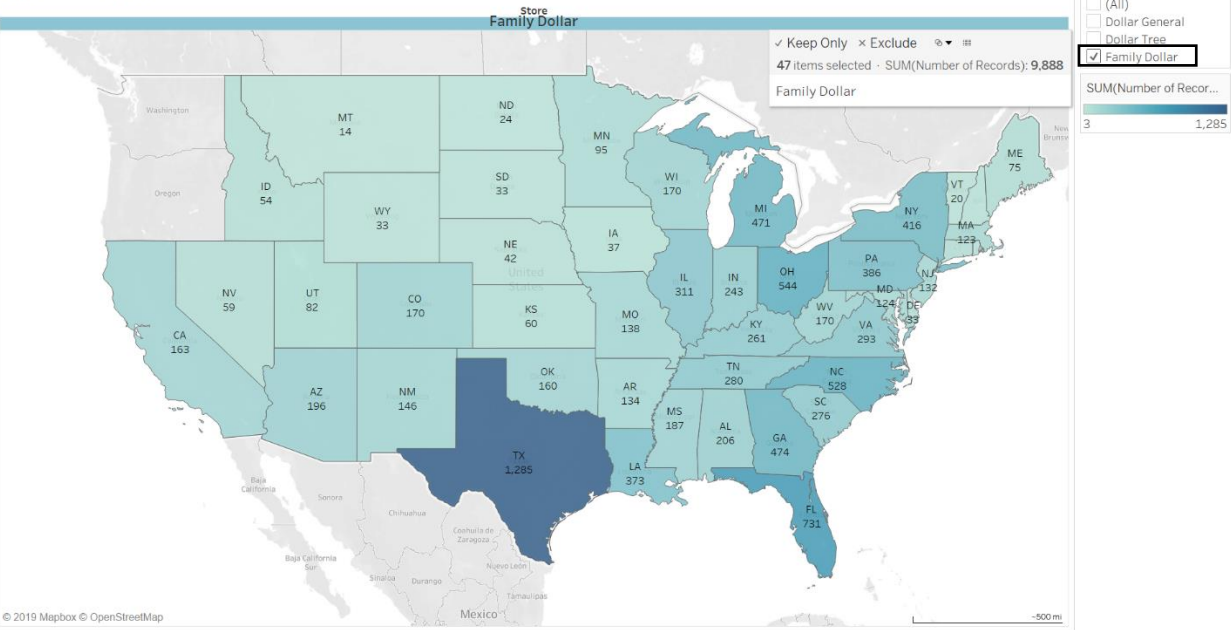 Store
Family Dollar
(All)
Dollar General
Dollar Tree
Family Dollar
Keep Only
Exclude
47 items selected · SUM(Number of Records): 9,888
Family Dollar
SUM(Number of Recor...
3
1,285
Washington
Oregon
MT
14
ND
24
MN
95
ID
54
WY
33
SD
33
WI
170
MI
471
ME
75
VT
20
NY
416
MA
123
NE
42
IA
37
United
States
NV
59
UT
82
CO
170
KS
60
MO
138
IL
311
IN
243
OH
544
PA
386
NJ
132
MD
124
DE
33
WV
170
VA
293
KY
261
CA
163
AZ
196
NM
146
OK
160
AR
134
TN
280
NC
528
SC
276
MS
187
AL
206
GA
474
TX
1,285
LA
373
FL
731
Baja
California
Sonora
Chihuahua
Coahuila de
Zaragoza
Baja California
Sur
Sinaloa
Durango
Nuevo León
Tamaulipas
Mexico
© 2019 Mapbox © OpenStreetMap
~500 mi